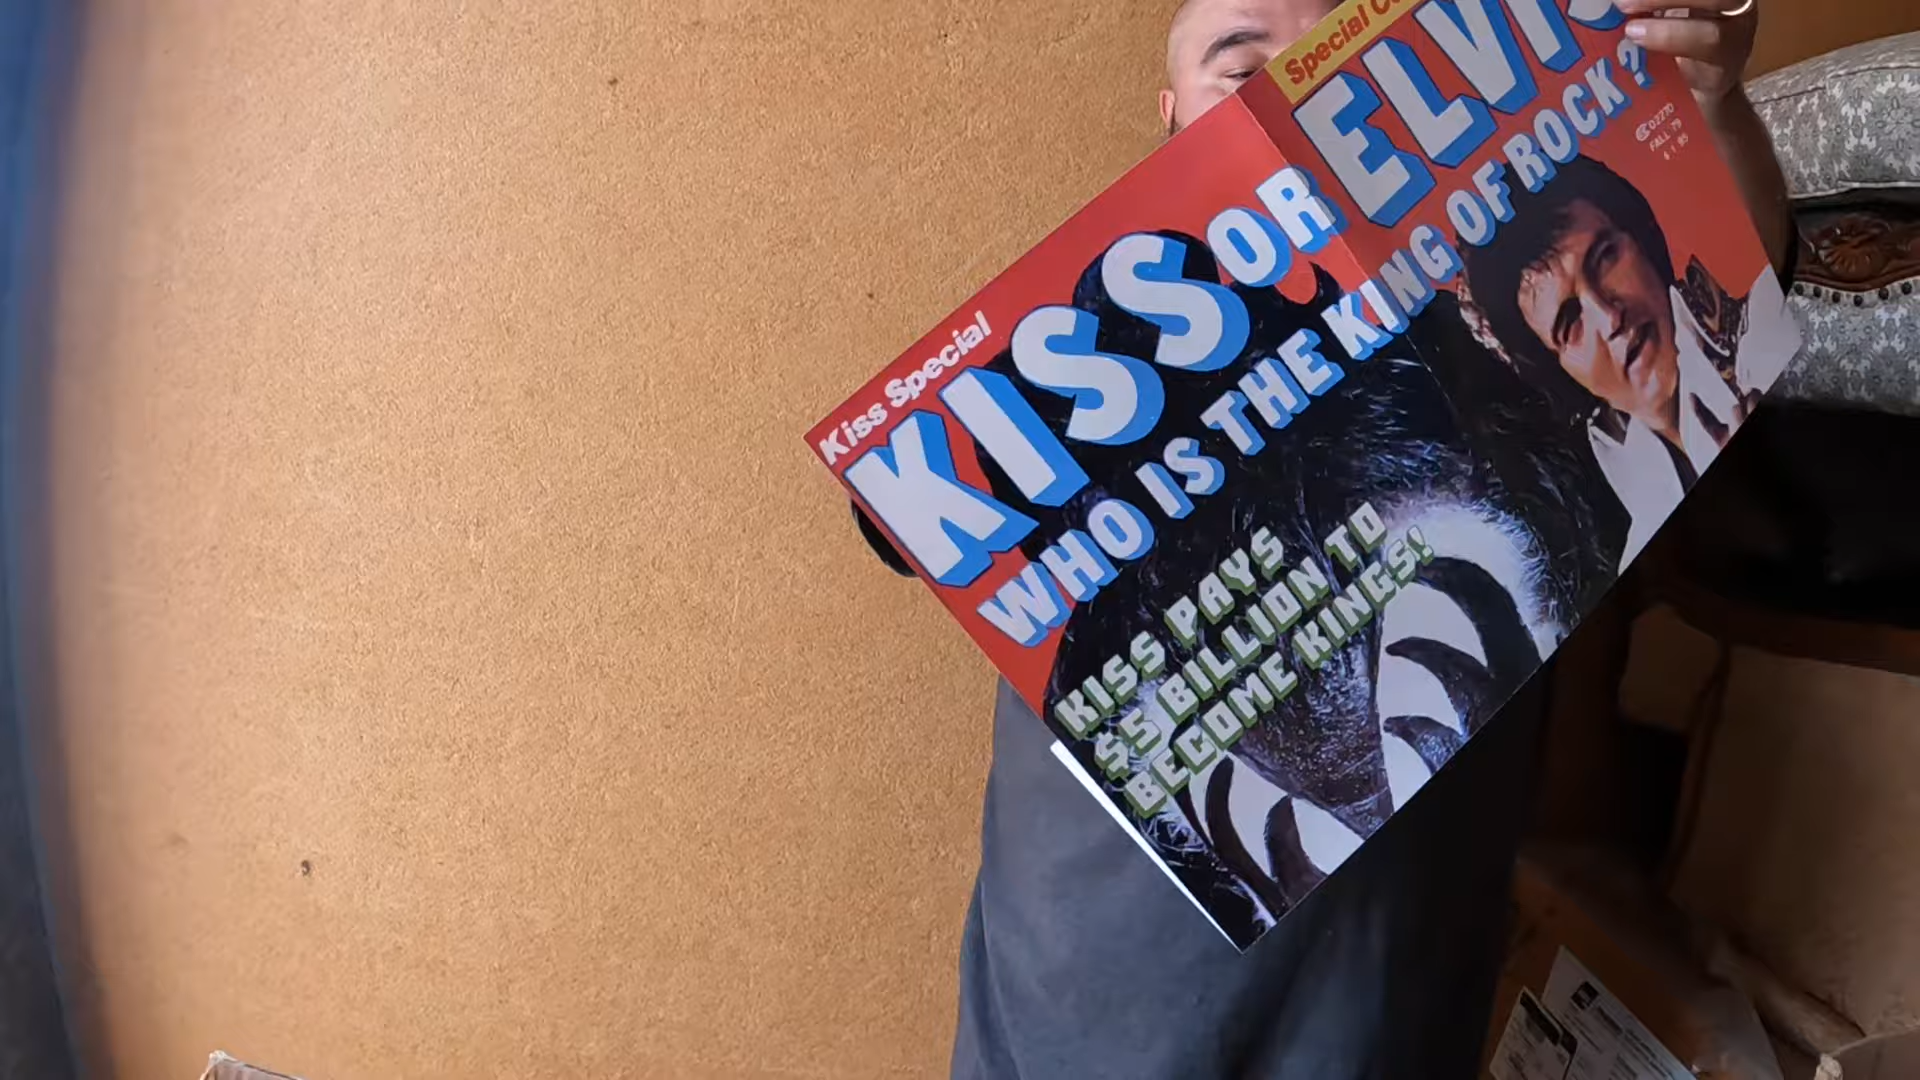 Special
ELVIS
Kiss Special
KISS OR
WHO IS THE KING OF ROCK?
02270
FALL 79
KISS PAYS
$5 BILLION TO
BECOME KINGS!